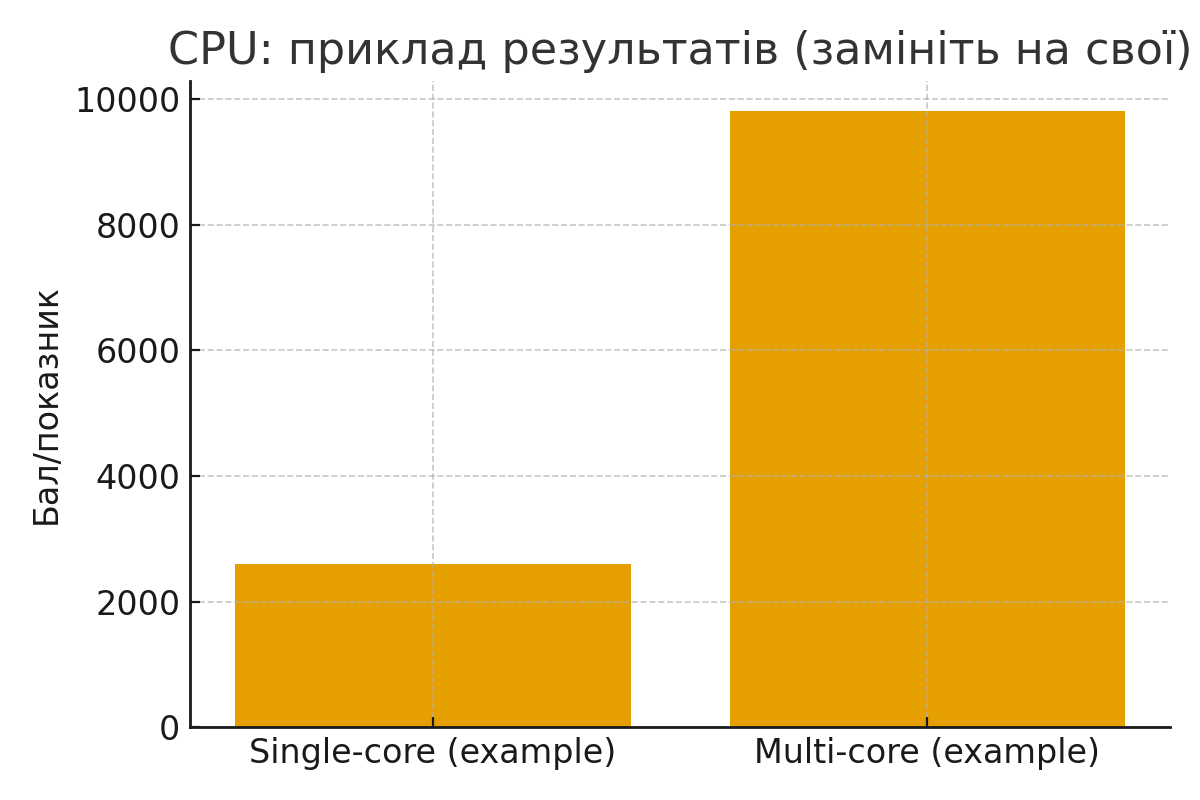 CPU: приклад результатів (замініть на свої)
Бал/показник
10000
8000
6000
4000
2000
0
Single-core (example)
Multi-core (example)